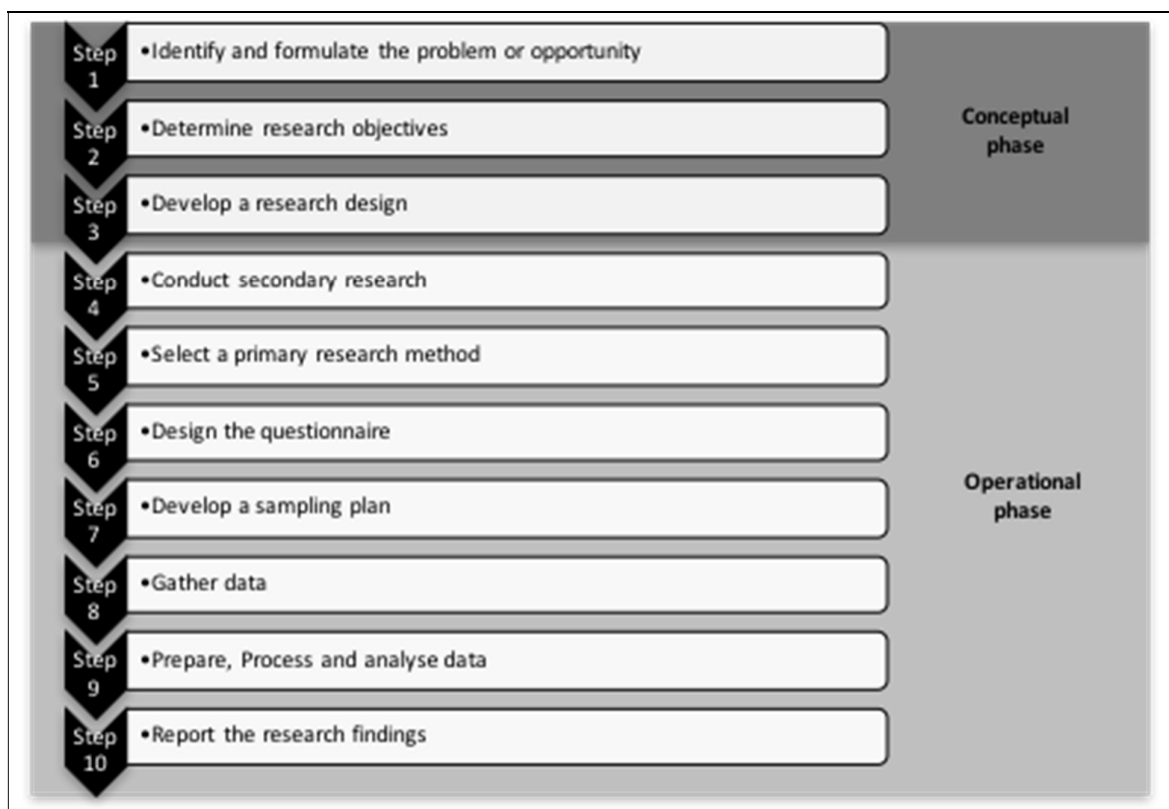 Step
1
•Identify and formulate the problem or opportunity
Step
2
•Determine research objectives
Step
3
•Develop a research design
Conceptual
phase
Step
4
•Conduct secondary research
Step
5
•Select a primary research method
Step
6
•Design the questionnaire
Step
7
•Develop a sampling plan
Step
8
•Gather data
Step
9
•Prepare, Process and analyse data
Step
10
•Report the research findings
Operational
phase